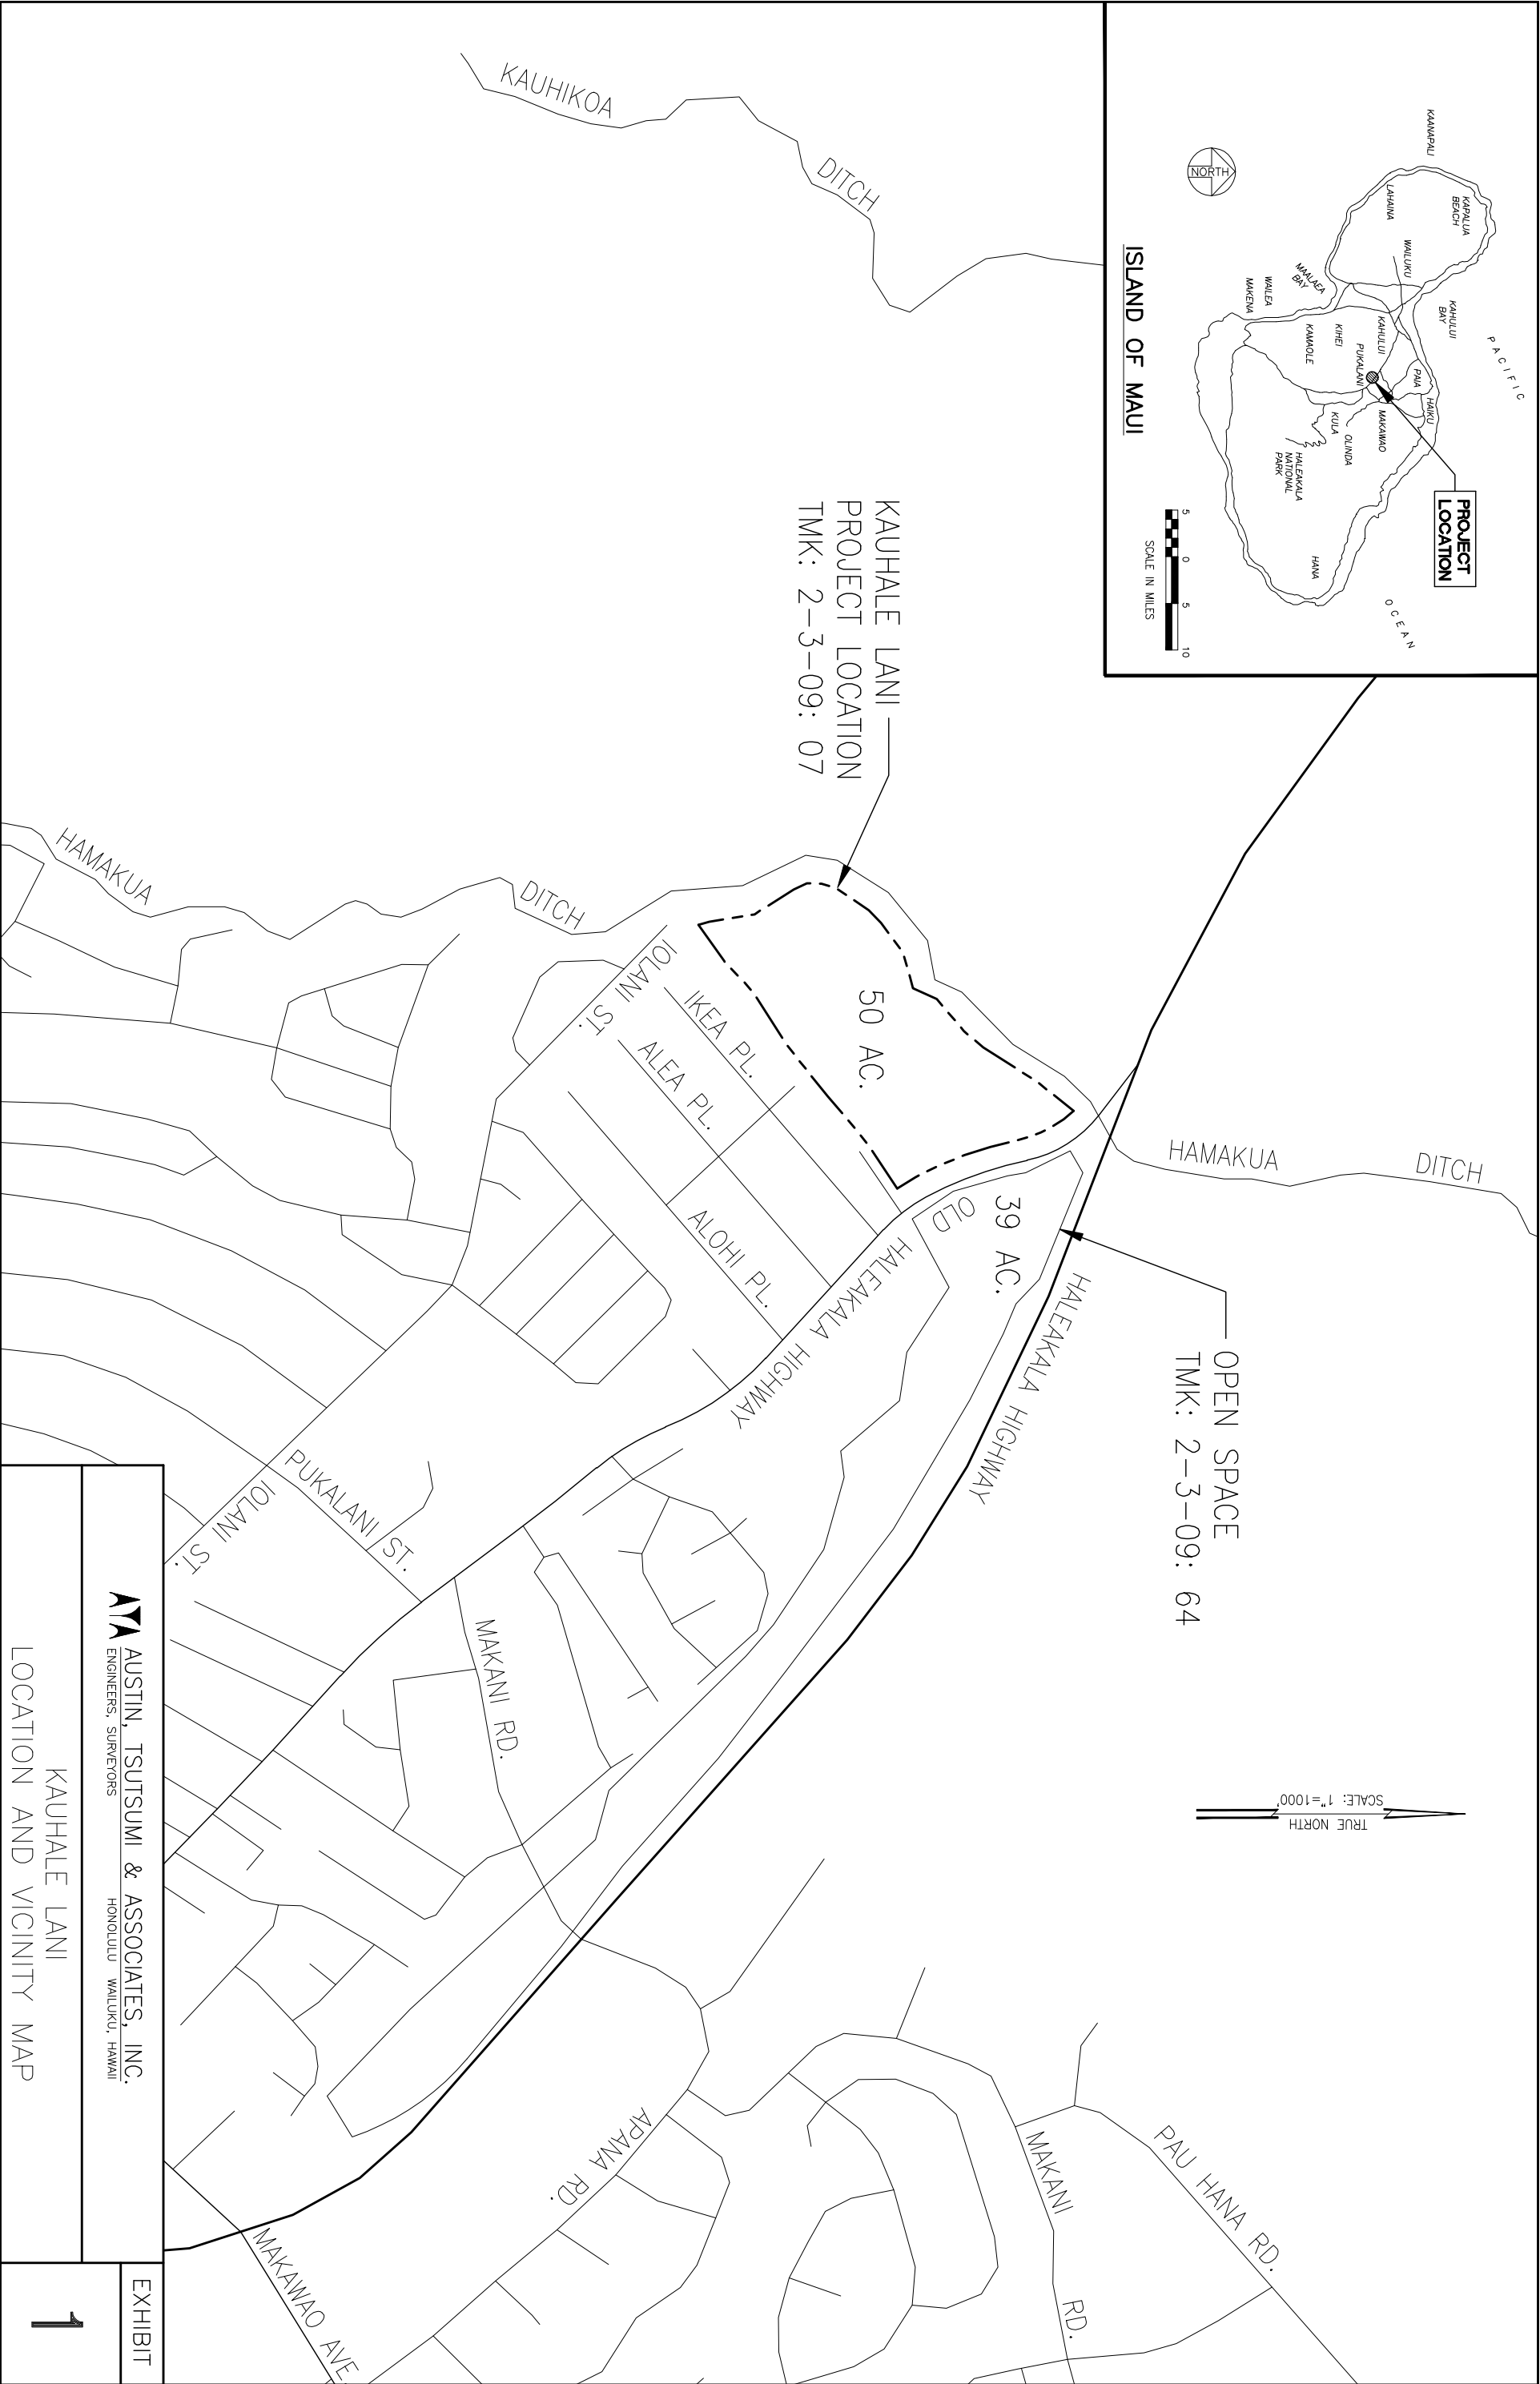 PACIFIC
OCEAN
KAANAPALI
KAPALUA
BEACH
LAHAINA
WAILUKU
KAHULUI
BAY
MAALAEA
BAY
WAILEA
MAKENA
KAHULUI
KIHEI
KAMAOLE
PUKALANI
PAIA
HAIKU
MAKAWAO
OLINDA
KULA
HALEAKALA
NATIONAL
PARK
HANA
PROJECT
LOCATION
NORTH
5 0 5 10
SCALE IN MILES
ISLAND OF MAUI
KAUHIKOA
DITCH
KAUHALE LANI
PROJECT LOCATION
TMK: 2-3-09: 07
OPEN SPACE
TMK: 2-3-09: 64
TRUE NORTH
SCALE: 1"=1000'
HAMAKUA
DITCH
HAMAKUA
DITCH
50 AC.
39 AC.
OLD
HALEAKALA HIGHWAY
HALEAKALA HIGHWAY
IOLANI ST.
IKEA PL.
ALEA PL.
ALOHI PL.
PUKALANI ST.
IOLANI ST.
MAKANI RD.
APANA RD.
MAKANI
RD.
PAU HANA RD.
MAKAWAO AVE.
ATA
AUSTIN, TSUTSUMI & ASSOCIATES, INC.
ENGINEERS, SURVEYORS HONOLULU WAILUKU, HAWAII
KAUHALE LANI
LOCATION AND VICINITY MAP
EXHIBIT
1